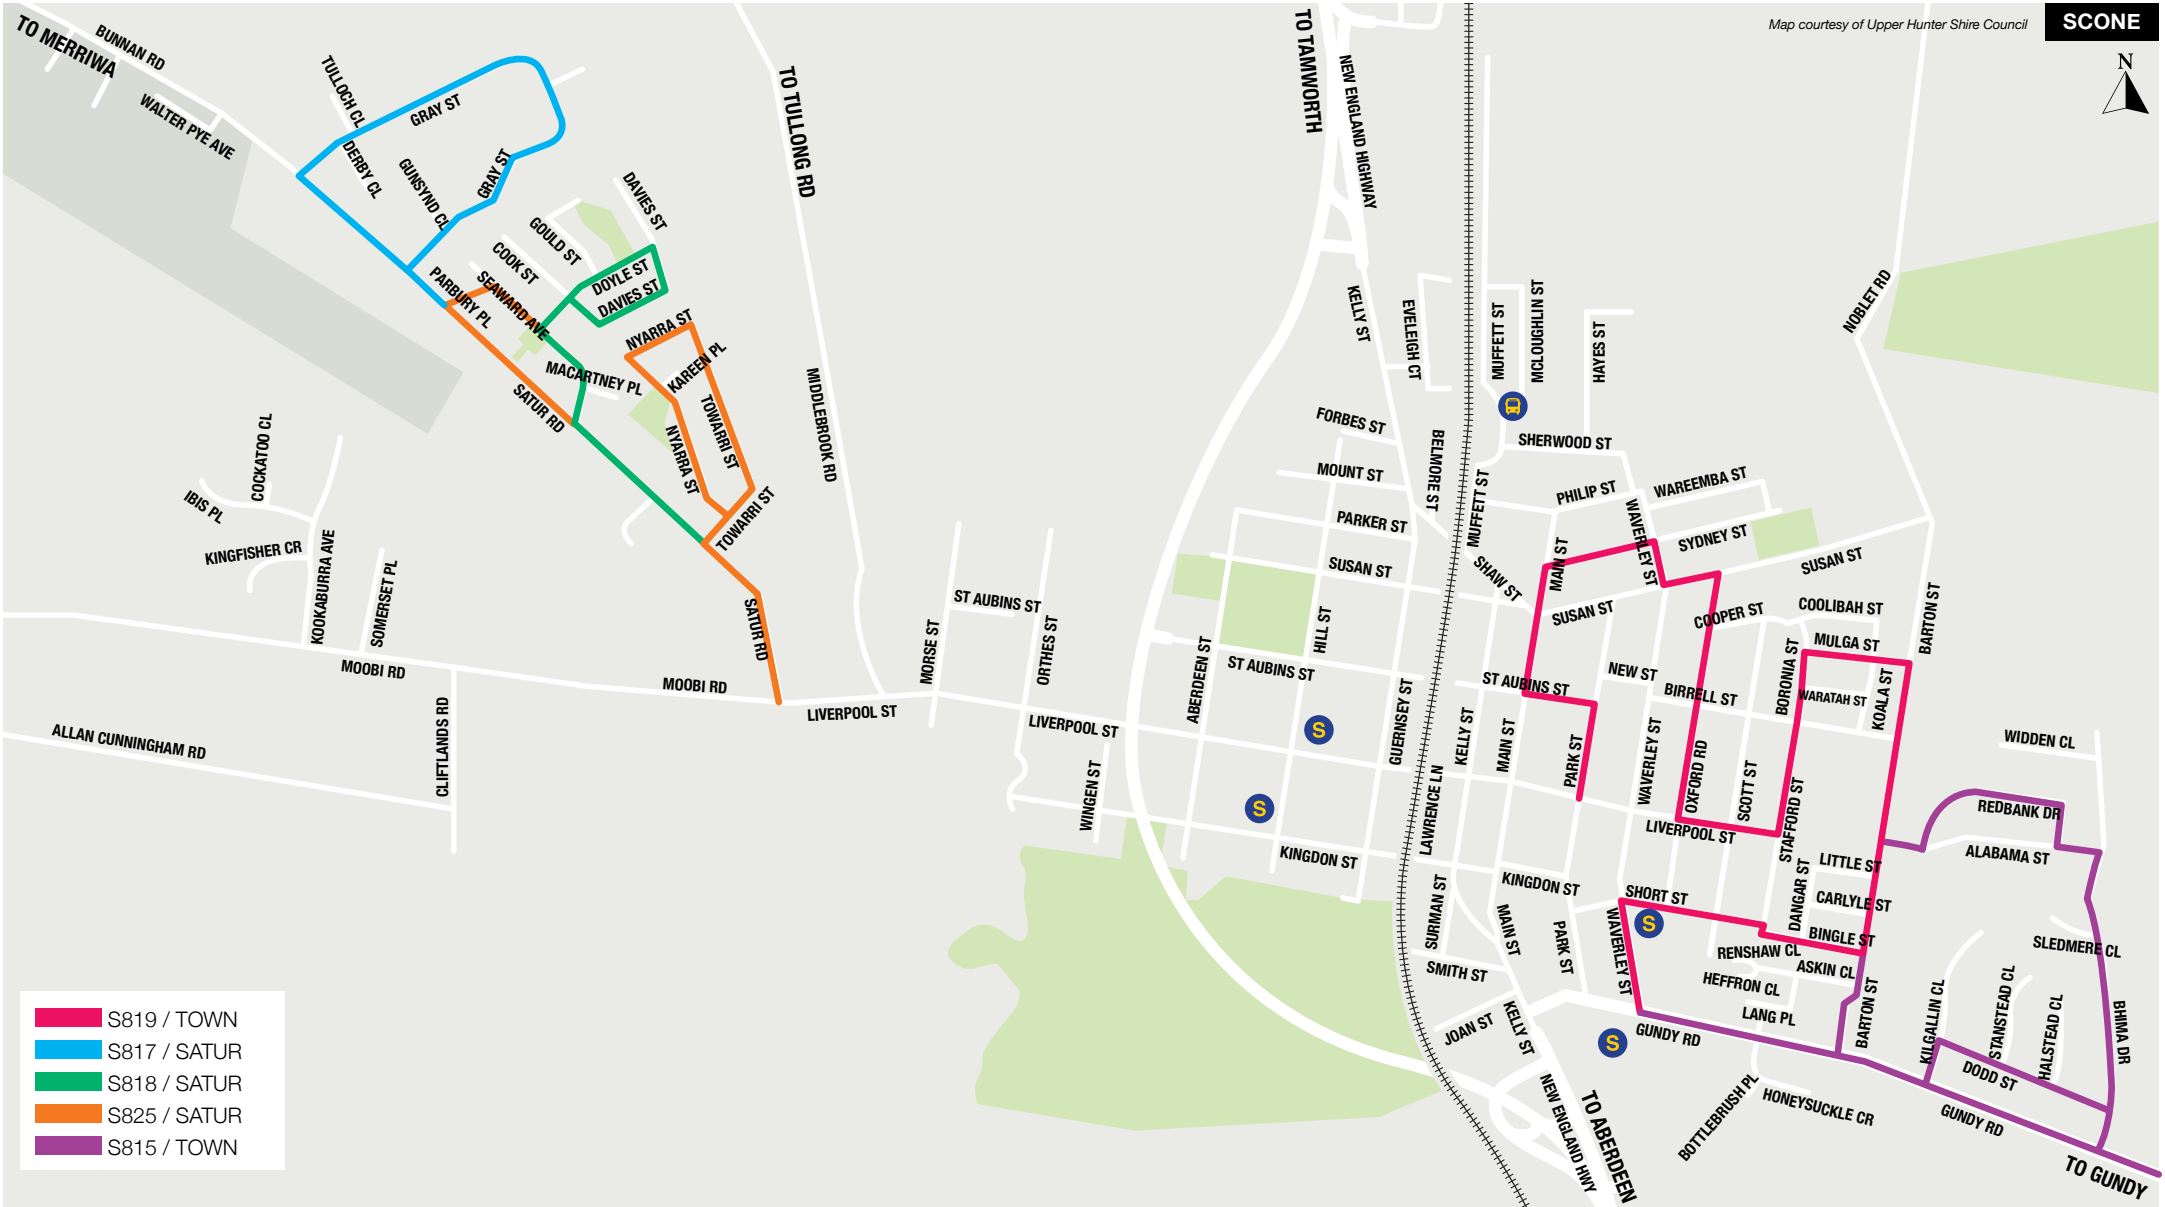 Map courtesy of Upper Hunter Shire Council
SCONE
N
TO MERRIWA
BUNNAN RD
WALTER PYE AVE
TULLOCH CL
DERBY CL
GRAY ST
GUNSYND CL
GRAY ST
PARBURY PL
SEAWARD AVE
COOK ST
GOULD ST
DAVIES ST
DOYLE ST
DAVIES ST
NYARRA ST
KAREEN PL
MACARTNEY PL
SATUR RD
NYARRA ST
TOWARRI ST
TOWARRI ST
SATUR RD
TO TULLONG RD
MIDDLEBROOK RD
COCKATOO CL
IBIS PL
KINGFISHER CR
KOOKABURRA AVE
SOMERSET PL
MOOBI RD
MOOBI RD
CLIFTLANDS RD
ALLAN CUNNINGHAM RD
LIVERPOOL ST
MORSE ST
ST AUBINS ST
ORTHES ST
LIVERPOOL ST
WINGEN ST
TO TAMWORTH
NEW ENGLAND HIGHWAY
KELLY ST
EVELEIGH CT
FORBES ST
MOUNT ST
PARKER ST
SUSAN ST
BELMORE ST
MUFFETT ST
MUFFETT ST
MCLOUGHLIN ST
HAYES ST
SHERWOOD ST
PHILIP ST
WAREEMBA ST
WAVERLEY ST
SYDNEY ST
SUSAN ST
SHAW ST
MAIN ST
SUSAN ST
HILL ST
ABERDEEN ST
ST AUBINS ST
GUERNSEY ST
KELLY ST
ST AUBINS ST
MAIN ST
PARK ST
NEW ST
BIRRELL ST
COOPER ST
COOLIBAH ST
MULGA ST
BORONIA ST
WARATAH ST
KOALA ST
BARTON ST
NOBLET RD
WAVERLEY ST
OXFORD RD
SCOTT ST
LIVERPOOL ST
STAFFORD ST
LAWRENCE LN
S
S
KINGDON ST
KINGDON ST
SURMAN ST
MAIN ST
PARK ST
SMITH ST
JOAN ST
KELLY ST
WAVERLEY ST
SHORT ST
S
DANGAR ST
LITTLE ST
CARLYLE ST
BINGLE ST
RENSHAW CL
ASKIN CL
HEFFRON CL
LANG PL
BARTON ST
S
GUNDY RD
WIDDEN CL
REDBANK DR
ALABAMA ST
SLEDMERE CL
KILGALLIN CL
STANSTEAD CL
HALSTEAD CL
BHIMA DR
DODD ST
GUNDY RD
TO GUNDY
BOTTLEBRUSH PL
HONEYSUCKLE CR
NEW ENGLAND HWY
TO ABERDEEN
S819 / TOWN
S817 / SATUR
S818 / SATUR
S825 / SATUR
S815 / TOWN